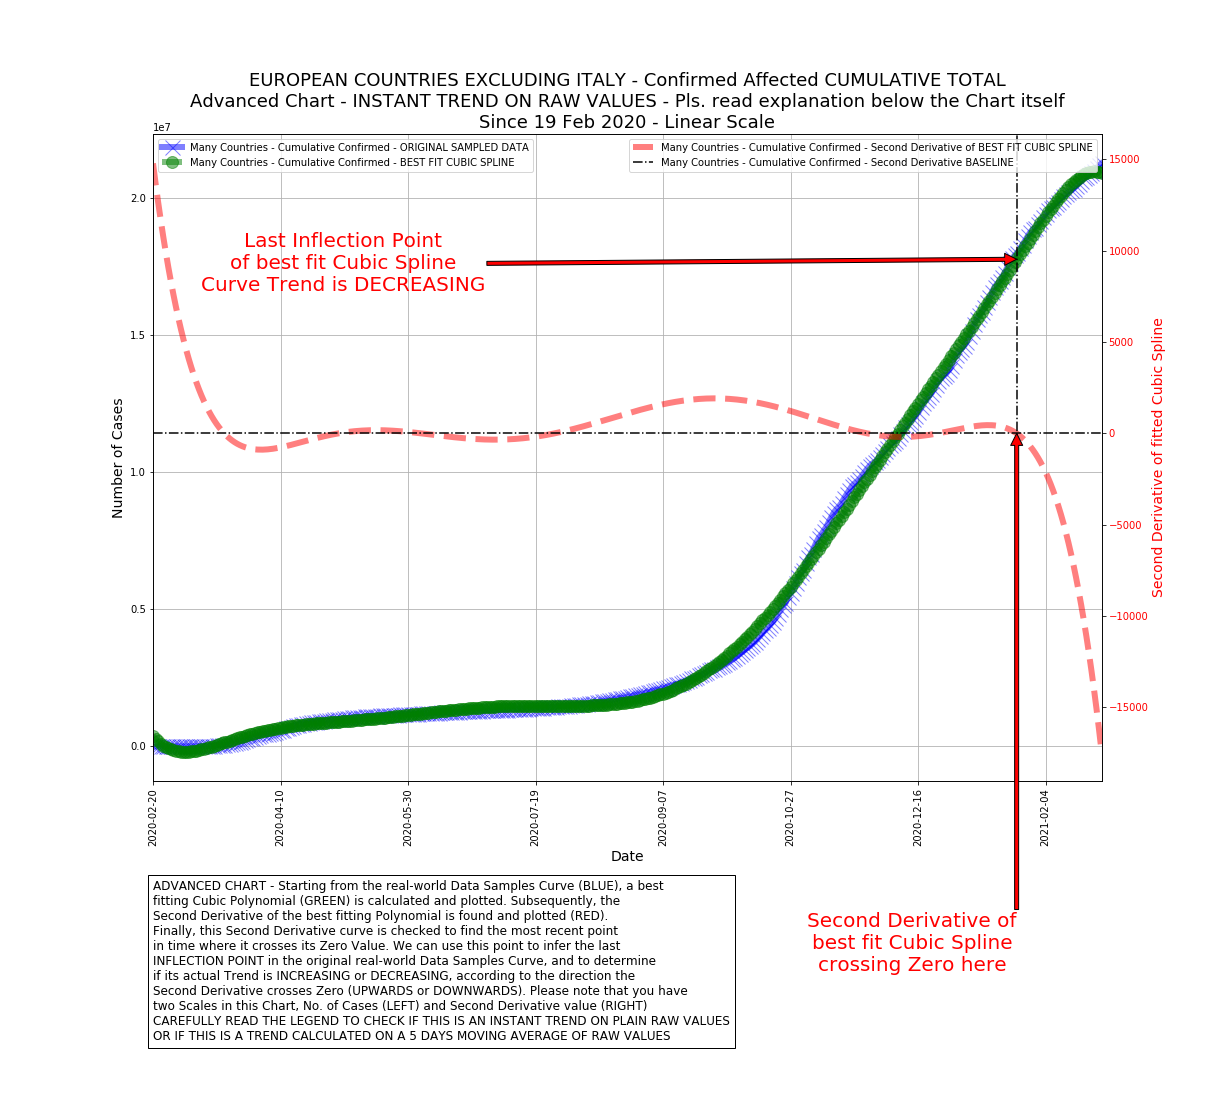 EUROPEAN COUNTRIES EXCLUDING ITALY - Confirmed Affected CUMULATIVE TOTAL
Advanced Chart - INSTANT TREND ON RAW VALUES - Pls. read explanation below the Chart itself
Since 19 Feb 2020 - Linear Scale
1e7
Many Countries - Cumulative Confirmed - ORIGINAL SAMPLED DATA
Many Countries - Cumulative Confirmed - BEST FIT CUBIC SPLINE
Many Countries - Cumulative Confirmed - Second Derivative of BEST FIT CUBIC SPLINE
Many Countries - Cumulative Confirmed - Second Derivative BASELINE
Last Inflection Point
of best fit Cubic Spline
Curve Trend is DECREASING
Number of Cases
2.0
1.5
1.0
0.5
0.0
15000
10000
5000
0
−5000
−10000
−15000
Second Derivative of fitted Cubic Spline
2020-02-20
2020-04-10
2020-05-30
2020-07-19
2020-09-07
2020-10-27
2020-12-16
2021-02-04
Date
Second Derivative of
best fit Cubic Spline
crossing Zero here
ADVANCED CHART - Starting from the real-world Data Samples Curve (BLUE), a best
fitting Cubic Polynomial (GREEN) is calculated and plotted. Subsequently, the
Second Derivative of the best fitting Polynomial is found and plotted (RED).
Finally, this Second Derivative curve is checked to find the most recent point
in time where it crosses its Zero Value. We can use this point to infer the last
INFLECTION POINT in the original real-world Data Samples Curve, and to determine
if its actual Trend is INCREASING or DECREASING, according to the direction the
Second Derivative crosses Zero (UPWARDS or DOWNWARDS). Please note that you have
two Scales in this Chart, No. of Cases (LEFT) and Second Derivative value (RIGHT)
CAREFULLY READ THE LEGEND TO CHECK IF THIS IS AN INSTANT TREND ON PLAIN RAW VALUES
OR IF THIS IS A TREND CALCULATED ON A 5 DAYS MOVING AVERAGE OF RAW VALUES